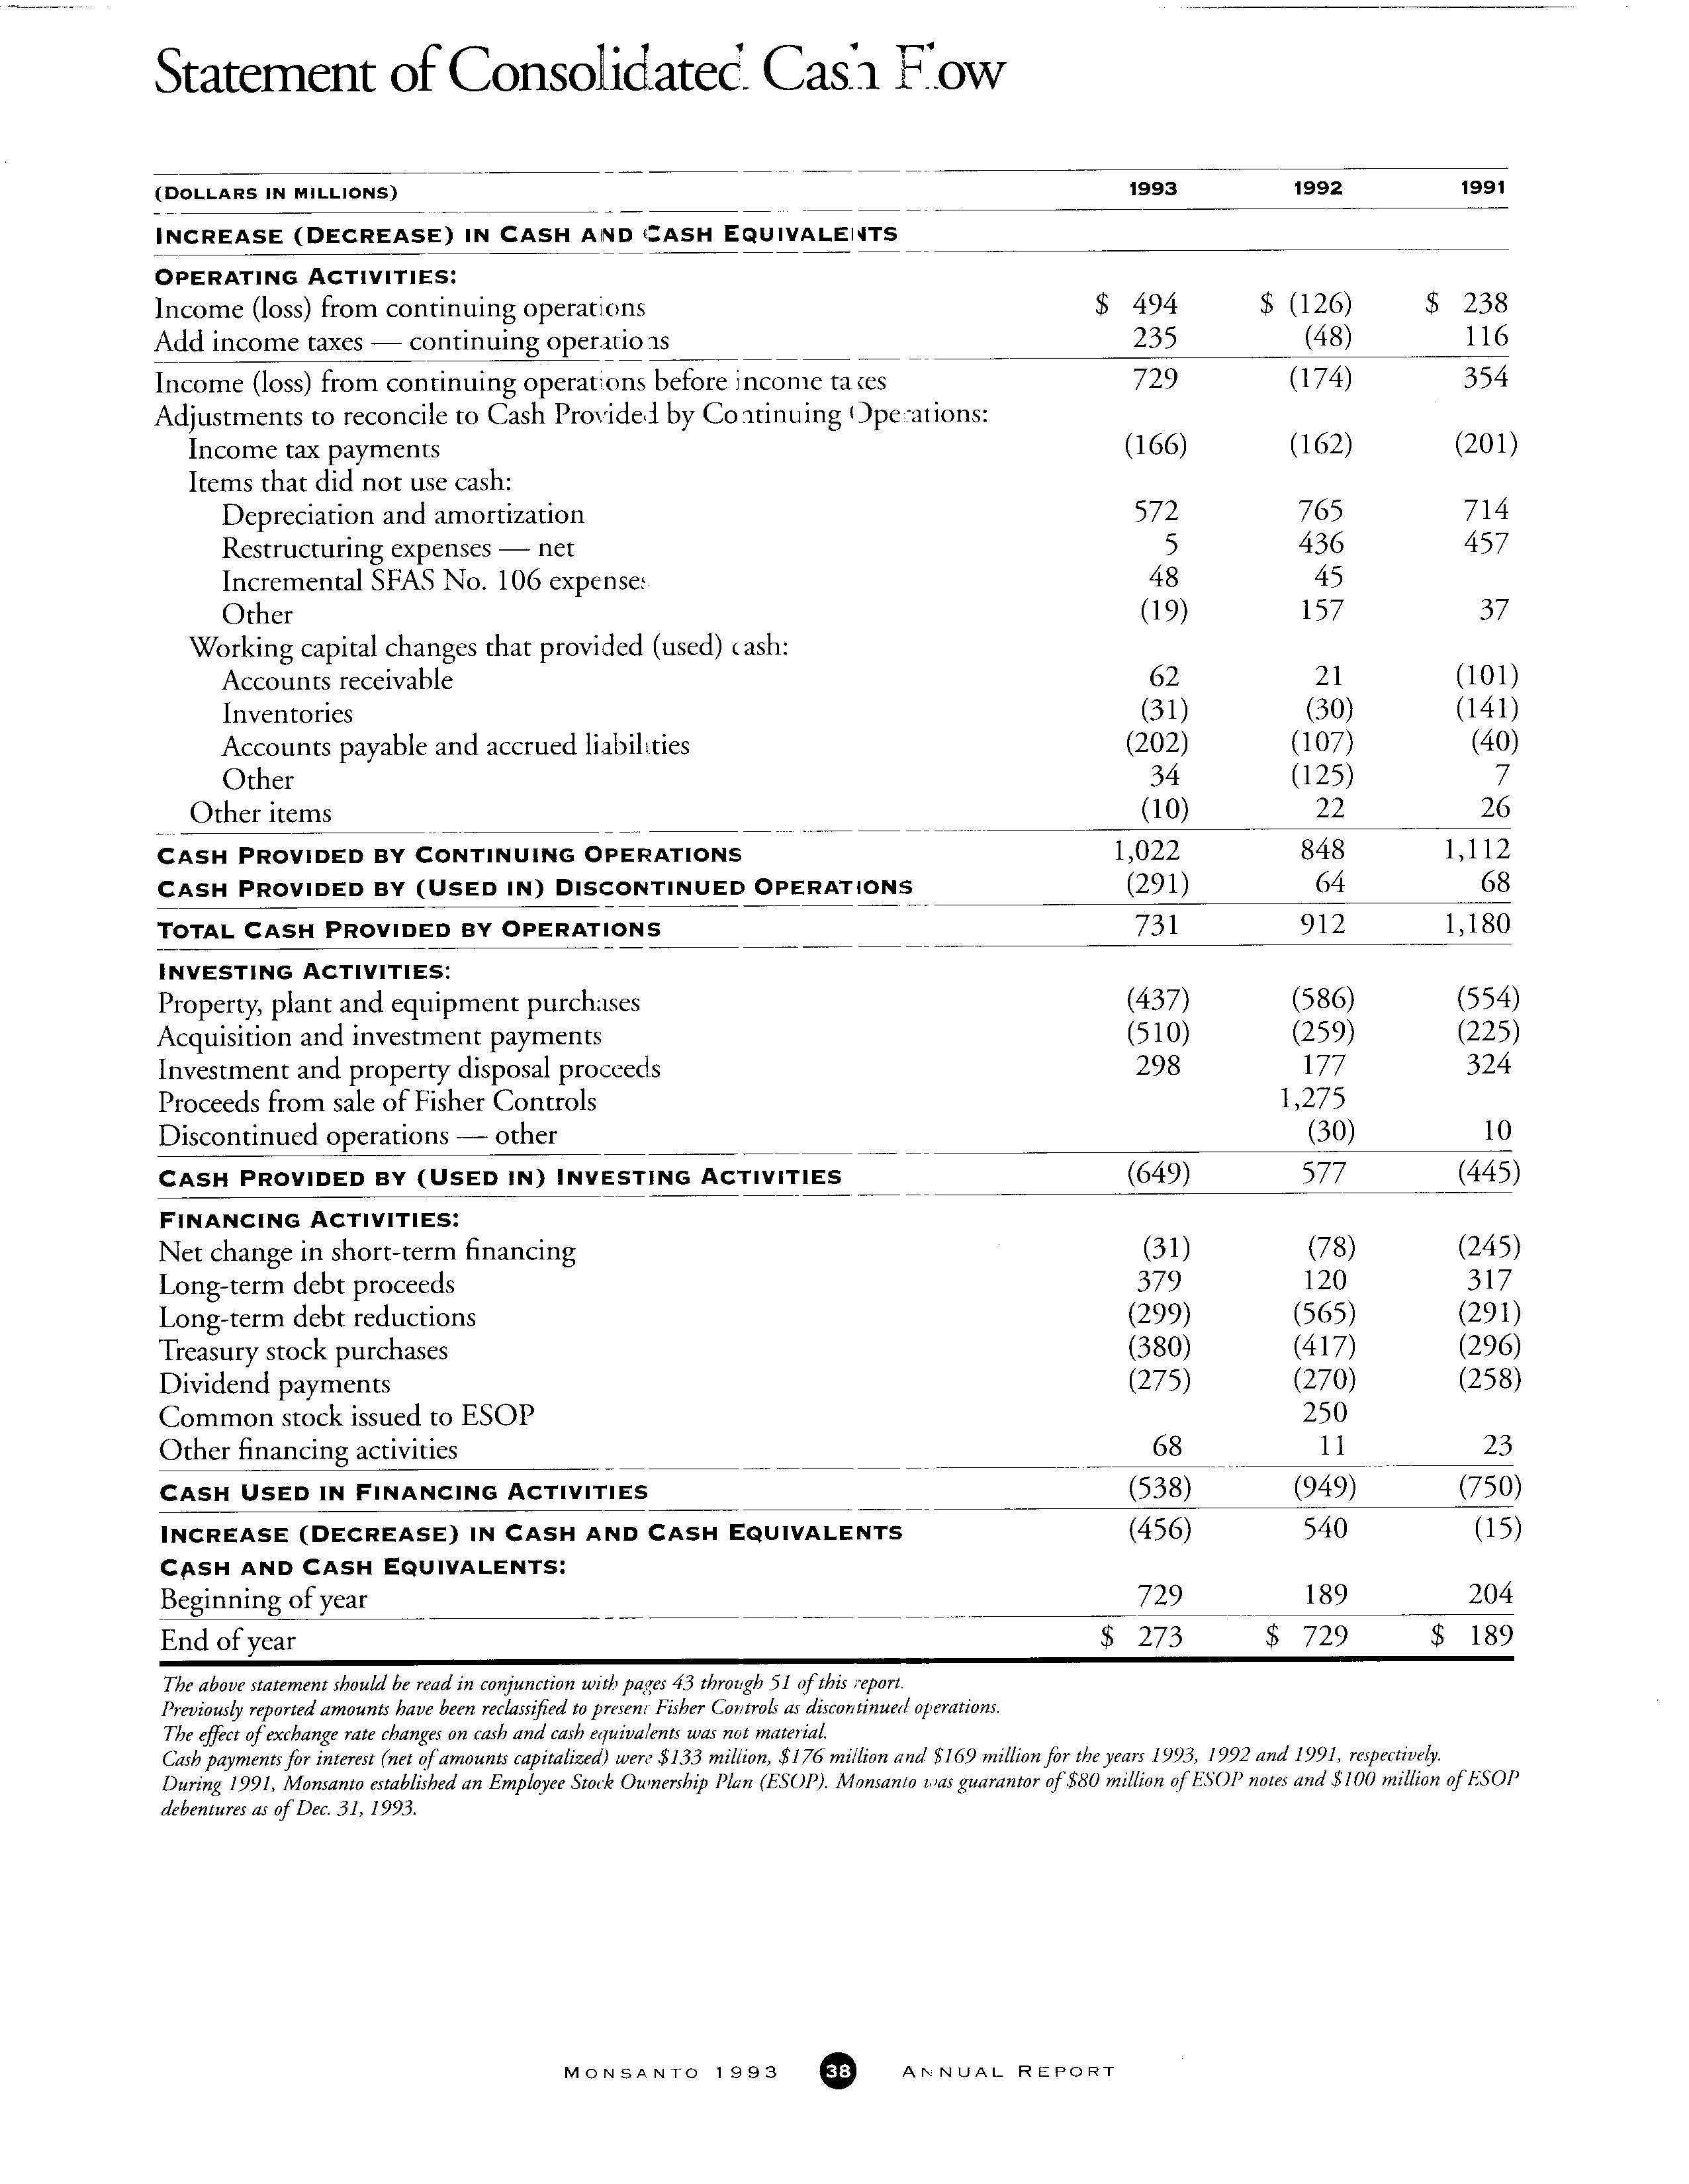 Statement of Consolidated Cash Flow
(DOLLARS IN MILLIONS) 1993 1992 1991
INCREASE (DECREASE) IN CASH AND CASH EQUIVALENTS
OPERATING ACTIVITIES:
Income (loss) from continuing operations $ 494 $ (126) $ 238
Add income taxes — continuing operations 235 (48) 116
Income (loss) from continuing operations before income taxes 729 (174) 354
Adjustments to reconcile to Cash Provided by Continuing Operations:
Income tax payments (166) (162) (201)
Items that did not use cash:
Depreciation and amortization 572 765 714
Restructuring expenses — net 5 436 457
Incremental SFAS No. 106 expenses 48 45
Other (19) 157 37
Working capital changes that provided (used) cash:
Accounts receivable 62 21 (101)
Inventories (31) (30) (141)
Accounts payable and accrued liabilities (202) (107) (40)
Other 34 (125) 7
Other items (10) 22 26
CASH PROVIDED BY CONTINUING OPERATIONS 1,022 848 1,112
CASH PROVIDED BY (USED IN) DISCONTINUED OPERATIONS (291) 64 68
TOTAL CASH PROVIDED BY OPERATIONS 731 912 1,180
INVESTING ACTIVITIES:
Property, plant and equipment purchases (437) (586) (554)
Acquisition and investment payments (510) (259) (225)
Investment and property disposal proceeds 298 177 324
Proceeds from sale of Fisher Controls 1,275
Discontinued operations — other (30) 10
CASH PROVIDED BY (USED IN) INVESTING ACTIVITIES (649) 577 (445)
FINANCING ACTIVITIES:
Net change in short-term financing (31) (78) (245)
Long-term debt proceeds 379 120 317
Long-term debt reductions (299) (565) (291)
Treasury stock purchases (380) (417) (296)
Dividend payments (275) (270) (258)
Common stock issued to ESOP 250
Other financing activities 68 11 23
CASH USED IN FINANCING ACTIVITIES (538) (949) (750)
INCREASE (DECREASE) IN CASH AND CASH EQUIVALENTS (456) 540 (15)
CASH AND CASH EQUIVALENTS:
Beginning of year 729 189 204
End of year $ 273 $ 729 $ 189
The above statement should be read in conjunction with pages 43 through 51 of this report.
Previously reported amounts have been reclassified to present Fisher Controls as discontinued operations.
The effect of exchange rate changes on cash and cash equivalents was not material.
Cash payments for interest (net of amounts capitalized) were $133 million, $176 million and $169 million for the years 1993, 1992 and 1991, respectively.
During 1991, Monsanto established an Employee Stock Ownership Plan (ESOP). Monsanto was guarantor of $80 million of ESOP notes and $100 million of ESOP
debentures as of Dec. 31, 1993.
MONSANTO 1993 38 ANNUAL REPORT